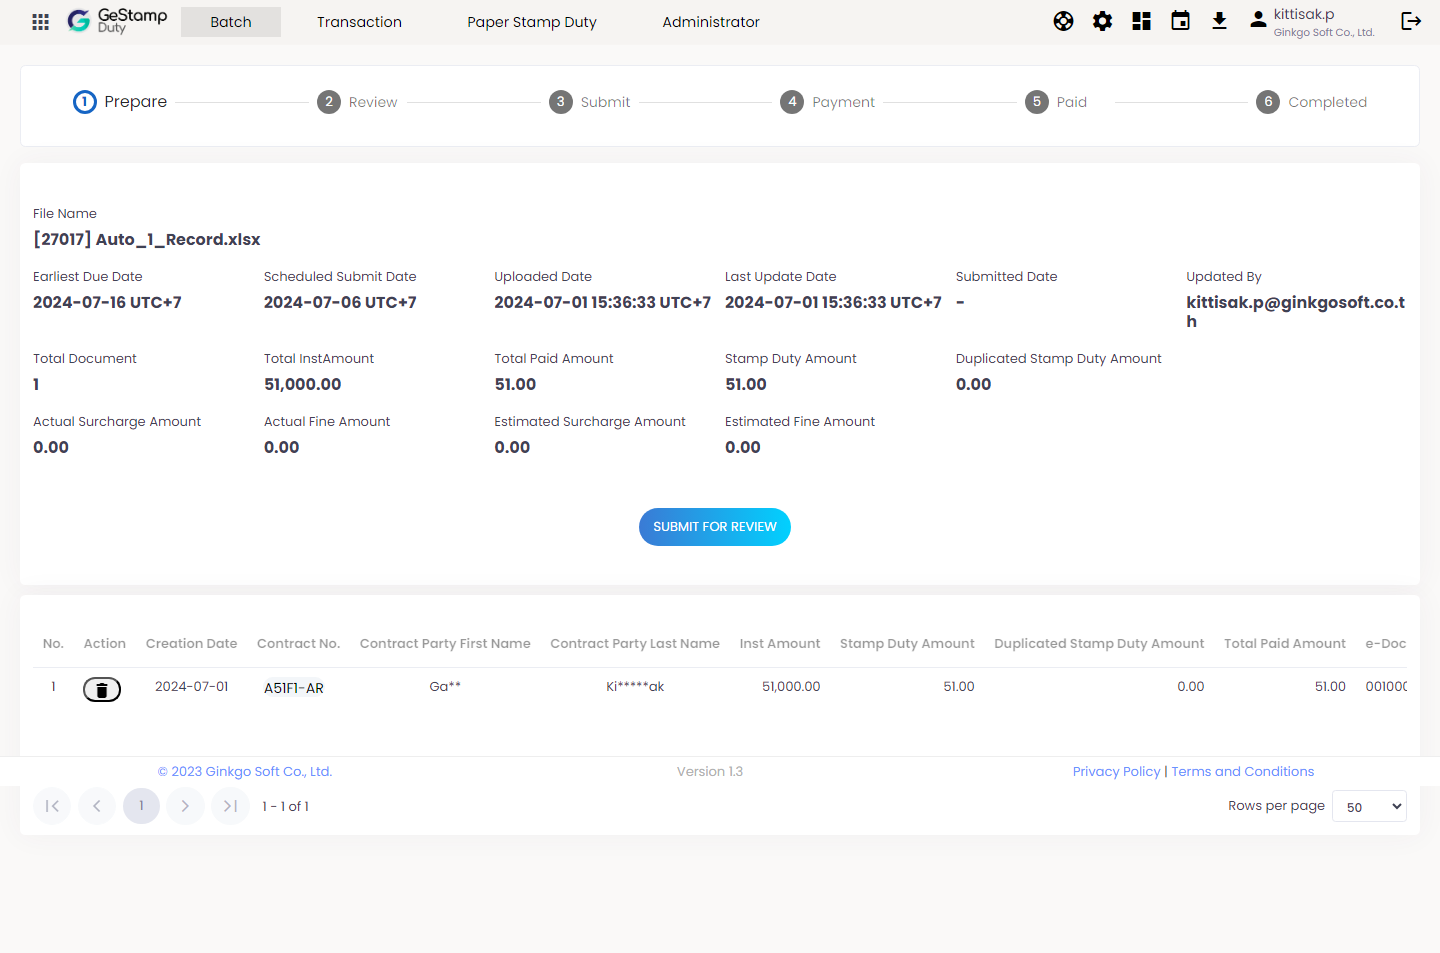 GeStamp
Duty
Batch
Transaction
Paper Stamp Duty
Administrator
kittisak.p
Ginkgo Soft Co., Ltd.
1 Prepare
2 Review
3 Submit
4 Payment
5 Paid
6 Completed
File Name
[27017] Auto_1_Record.xlsx
Earliest Due Date
2024-07-16 UTC+7
Scheduled Submit Date
2024-07-06 UTC+7
Uploaded Date
2024-07-01 15:36:33 UTC+7
Last Update Date
2024-07-01 15:36:33 UTC+7
Submitted Date
-
Updated By
kittisak.p@ginkgosoft.co.t
h
Total Document
1
Total InstAmount
51,000.00
Total Paid Amount
51.00
Stamp Duty Amount
51.00
Duplicated Stamp Duty Amount
0.00
Actual Surcharge Amount
0.00
Actual Fine Amount
0.00
Estimated Surcharge Amount
0.00
Estimated Fine Amount
0.00
SUBMIT FOR REVIEW
No. Action Creation Date Contract No. Contract Party First Name Contract Party Last Name Inst Amount Stamp Duty Amount Duplicated Stamp Duty Amount Total Paid Amount e-Doc
1 2024-07-01 A51F1-AR Ga** Ki*****ak 51,000.00 51.00 0.00 51.00 00100
© 2023 Ginkgo Soft Co., Ltd.
Version 1.3
Privacy Policy | Terms and Conditions
1
1 - 1 of 1
Rows per page 50